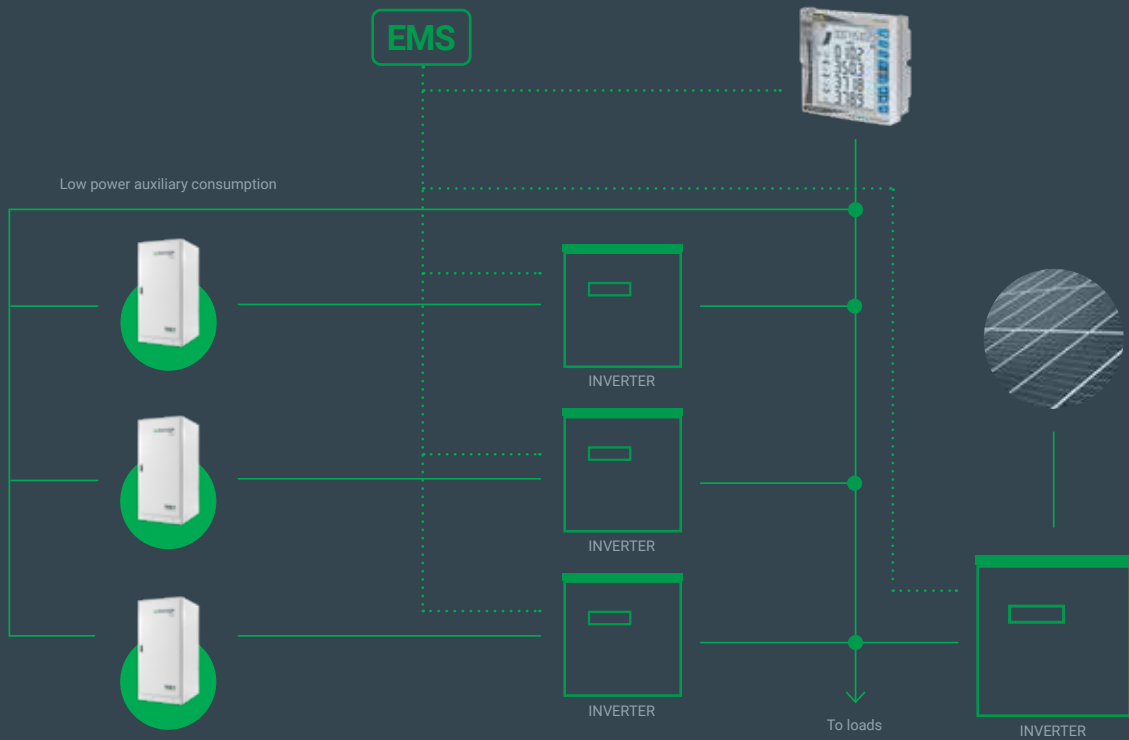 EMS
Low power auxiliary consumption
INVERTER
INVERTER
INVERTER
To loads
INVERTER